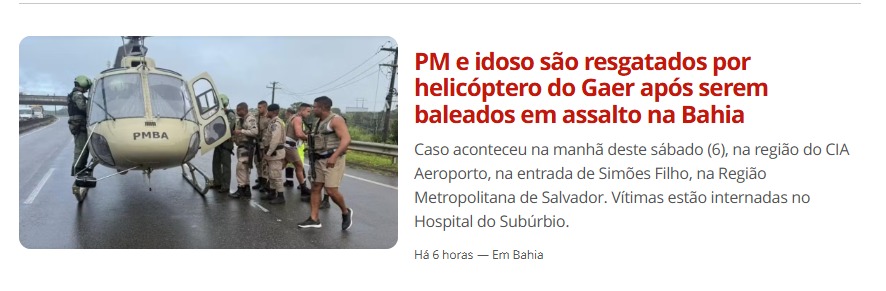 PMBA
PM e idoso são resgatados por
helicóptero do Gaer após serem
baleados em assalto na Bahia
Caso aconteceu na manhã deste sábado (6), na região do CIA
Aeroporto, na entrada de Simões Filho, na Região
Metropolitana de Salvador. Vítimas estão internadas no
Hospital do Subúrbio.
Há 6 horas — Em Bahia